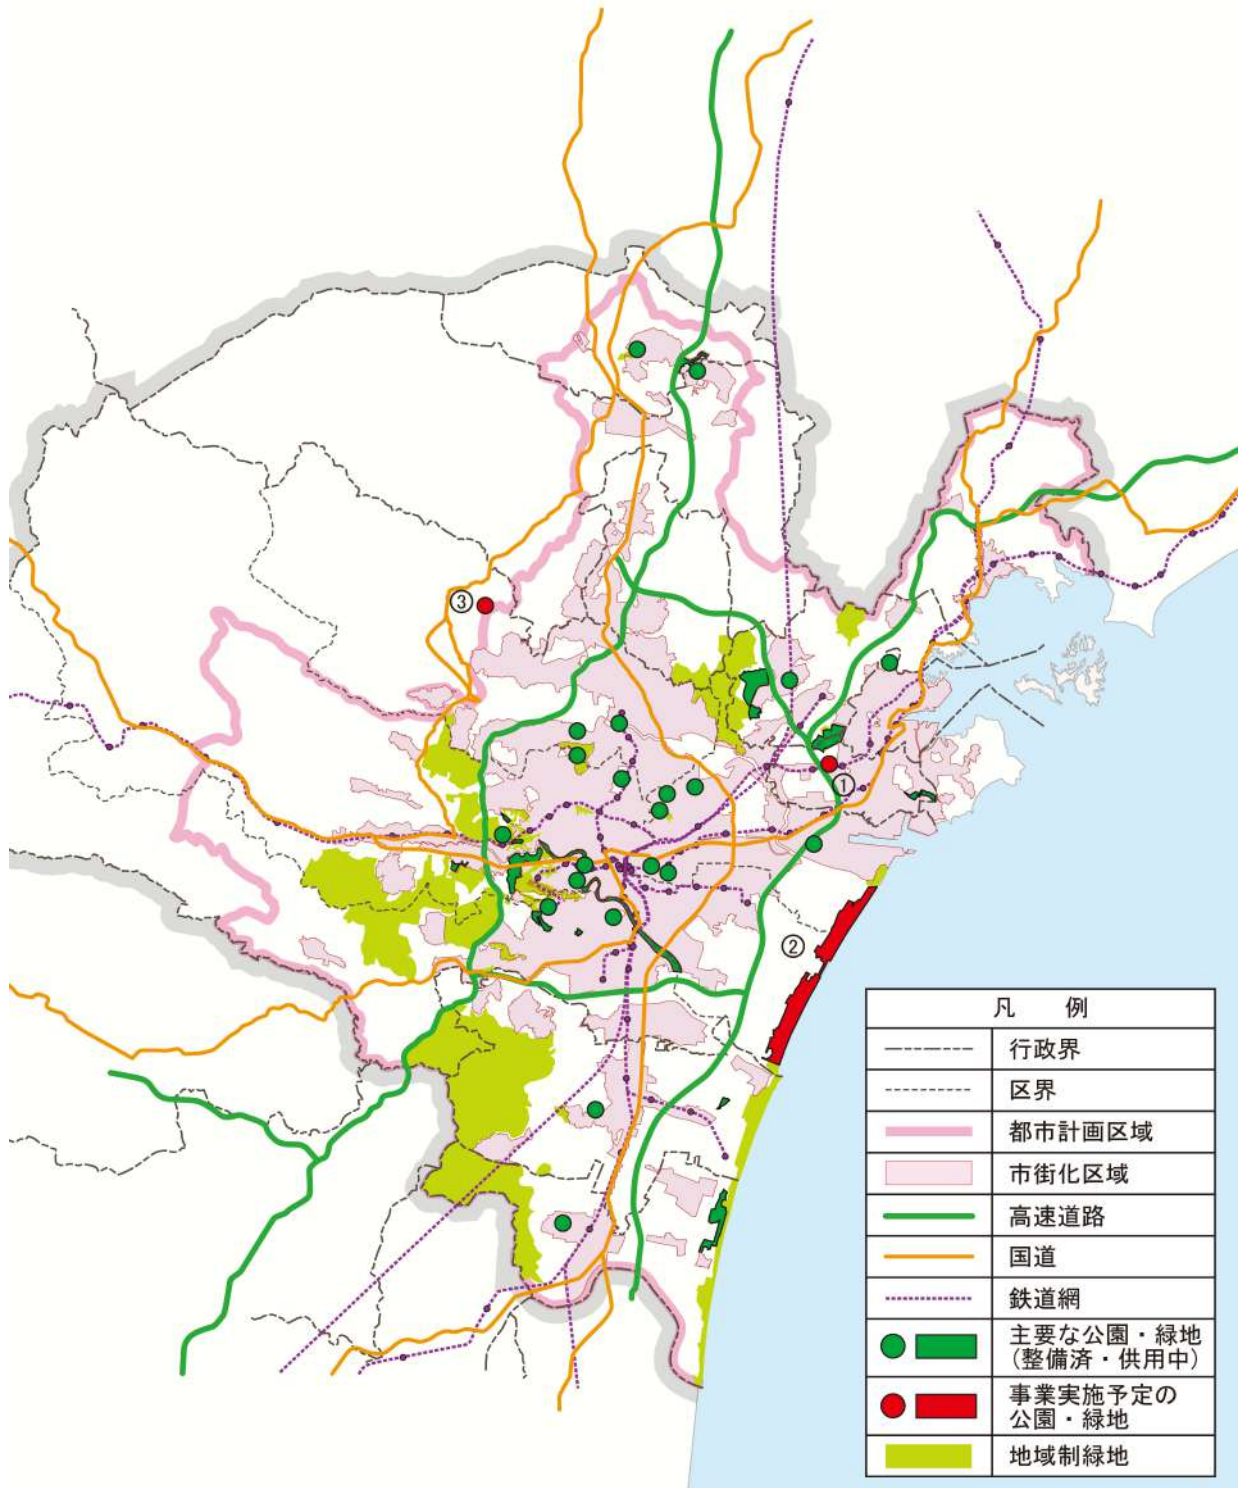 ③
①
②
凡 例
行政界
区界
都市計画区域
市街化区域
高速道路
国道
鉄道網
主要な公園・緑地
(整備済・供用中)
事業実施予定の
公園・緑地
地域制緑地